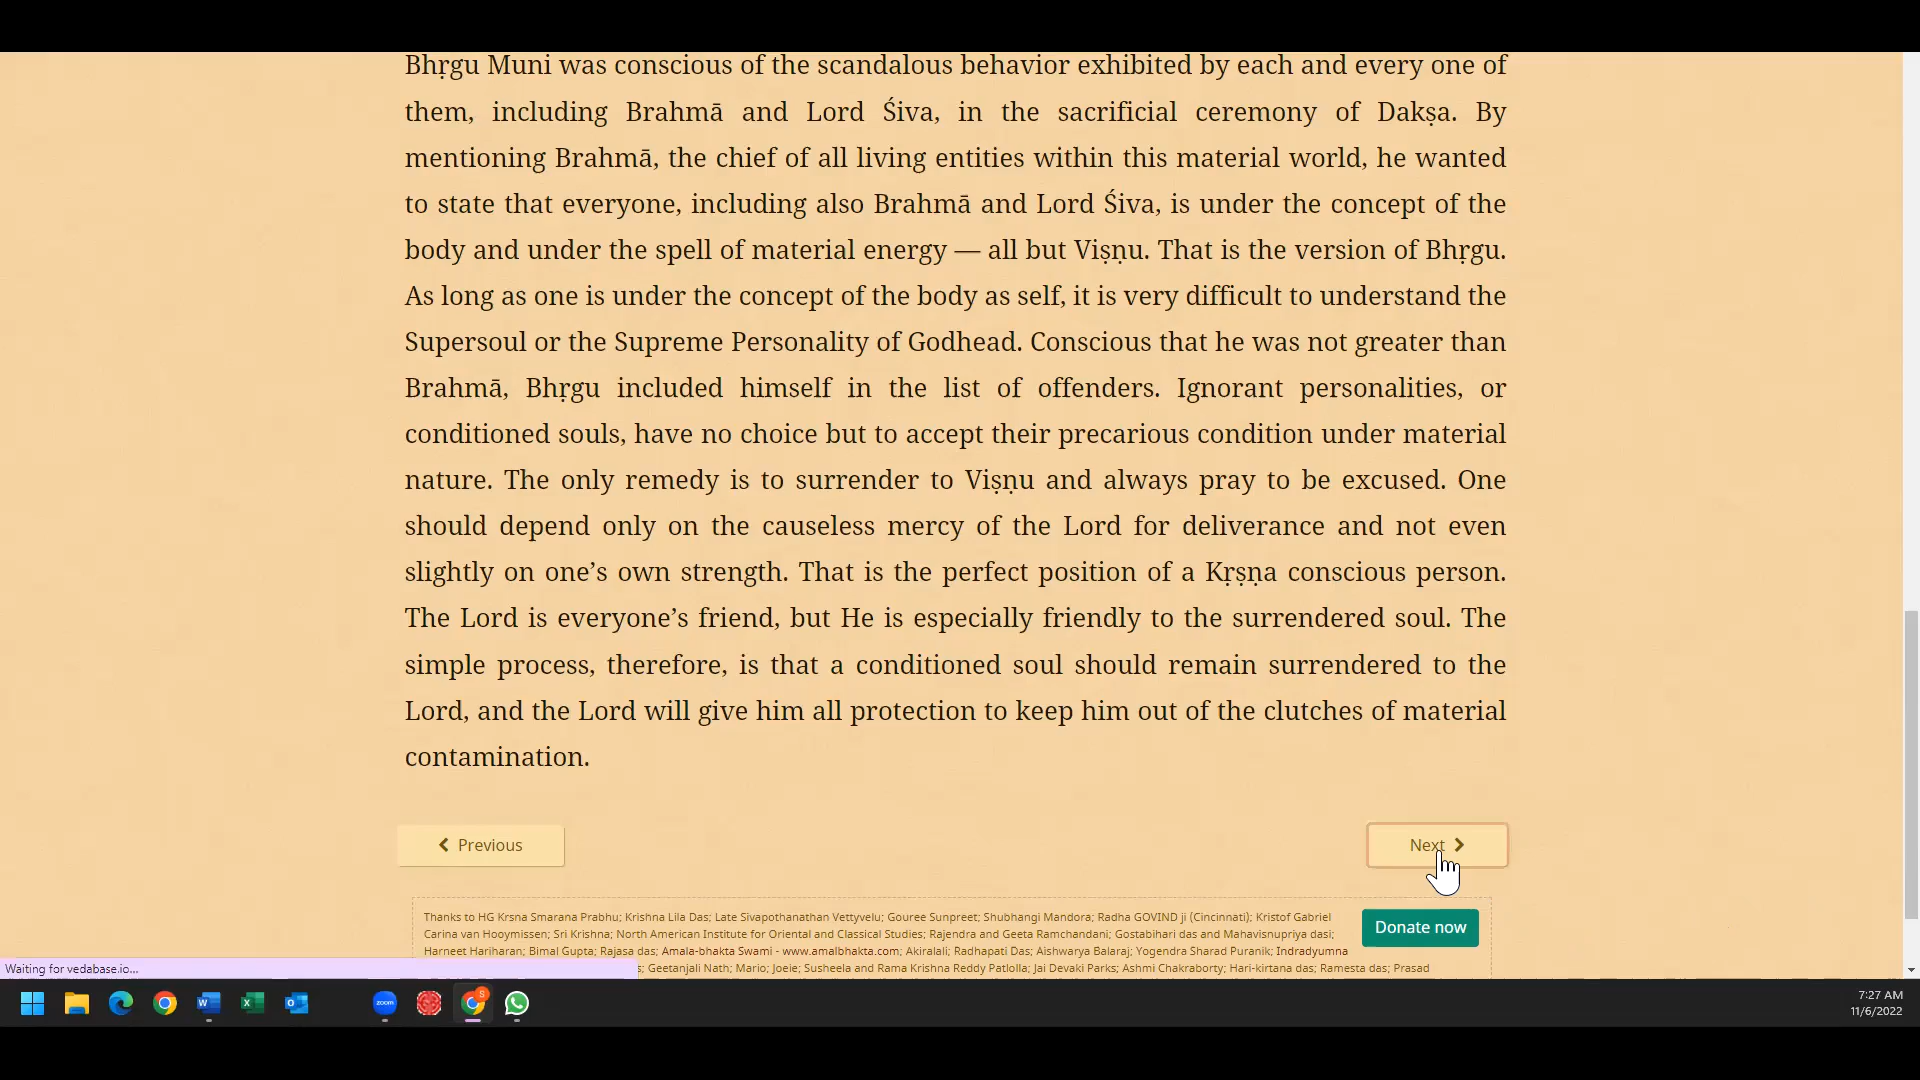 Bhṛgu Muni was conscious of the scandalous behavior exhibited by each and every one of
them, including Brahmā and Lord Śiva, in the sacrificial ceremony of Dakṣa. By
mentioning Brahmā, the chief of all living entities within this material world, he wanted
to state that everyone, including also Brahmā and Lord Śiva, is under the concept of the
body and under the spell of material energy — all but Viṣṇu. That is the version of Bhṛgu.
As long as one is under the concept of the body as self, it is very difficult to understand the
Supersoul or the Supreme Personality of Godhead. Conscious that he was not greater than
Brahmā, Bhṛgu included himself in the list of offenders. Ignorant personalities, or
conditioned souls, have no choice but to accept their precarious condition under material
nature. The only remedy is to surrender to Viṣṇu and always pray to be excused. One
should depend only on the causeless mercy of the Lord for deliverance and not even
slightly on one’s own strength. That is the perfect position of a Kṛṣṇa conscious person.
The Lord is everyone’s friend, but He is especially friendly to the surrendered soul. The
simple process, therefore, is that a conditioned soul should remain surrendered to the
Lord, and the Lord will give him all protection to keep him out of the clutches of material
contamination.
Previous
Next
Thanks to HG Krsna Smarana Prabhu; Krishna Lila Das; Late Sivapothanathan Vettyvelu; Gouree Sunpreet; Shubhangi Mandora; Radha GOVIND ji (Cincinnati); Kristof Gabriel
Carina van Hooymissen; Sri Krishna; North American Institute for Oriental and Classical Studies; Rajendra and Geeta Ramchandani; Gostabihari das and Mahavisnupriya dasi;
Harneet Hariharan; Bimal Gupta; Rajasa das; Amala-bhakta Swami - www.amalbhakta.com; Akiralali; Radhapati Das; Aishwarya Balaraj; Yogendra Sharad Puranik; Indradyumna
s; Geetanjali Nath; Mario; Joeie; Susheela and Rama Krishna Reddy Patlolla; Jai Devaki Parks; Ashmi Chakraborty; Hari-kirtana das; Ramesta das; Prasad
Donate now
Waiting for vedabase.io...
zoom
S
7:27 AM
11/6/2022